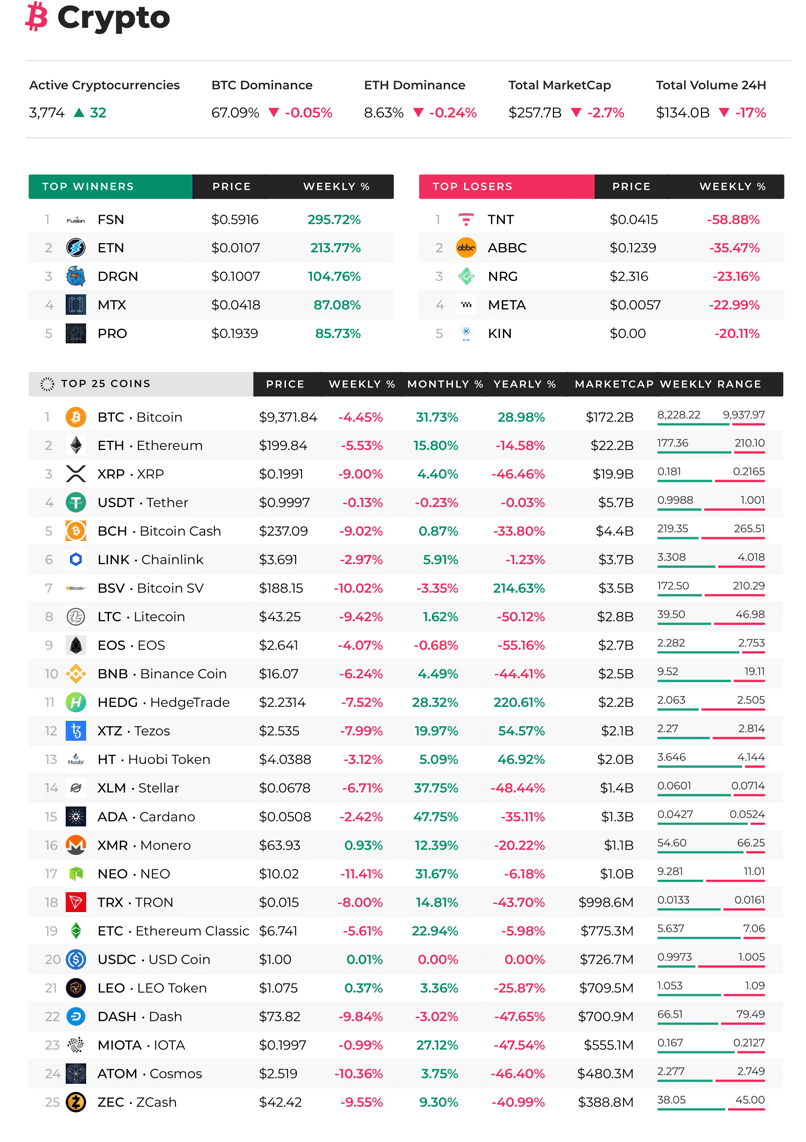 Crypto
Active Cryptocurrencies BTC Dominance ETH Dominance Total MarketCap Total Volume 24H
3,774 ▲ 32 67.09% ▼ -0.05% 8.63% ▼ -0.24% $257.7B ▼ -2.7% $134.0B ▼ -17%
TOP WINNERS PRICE WEEKLY %
1 Fusion FSN $0.5916 295.72%
2 ETN $0.0107 213.77%
3 DRGN $0.1007 104.76%
4 MTX $0.0418 87.08%
5 PRO $0.1939 85.73%
TOP LOSERS PRICE WEEKLY %
1 TNT $0.0415 -58.88%
2 abbc ABBC $0.1239 -35.47%
3 NRG $2.316 -23.16%
4 META $0.0057 -22.99%
5 KIN $0.00 -20.11%
TOP 25 COINS PRICE WEEKLY % MONTHLY % YEARLY % MARKETCAP WEEKLY RANGE
1 BTC · Bitcoin $9,371.84 -4.45% 31.73% 28.98% $172.2B 8,228.22 9,937.97
2 ETH · Ethereum $199.84 -5.53% 15.80% -14.58% $22.2B 177.36 210.10
3 XRP · XRP $0.1991 -9.00% 4.40% -46.46% $19.9B 0.181 0.2165
4 USDT · Tether $0.9997 -0.13% -0.23% -0.03% $5.7B 0.9988 1.001
5 BCH · Bitcoin Cash $237.09 -9.02% 0.87% -33.80% $4.4B 219.35 265.51
6 LINK · Chainlink $3.691 -2.97% 5.91% -1.23% $3.7B 3.308 4.018
7 BSV · Bitcoin SV $188.15 -10.02% -3.35% 214.63% $3.5B 172.50 210.29
8 LTC · Litecoin $43.25 -9.42% 1.62% -50.12% $2.8B 39.50 46.98
9 EOS · EOS $2.641 -4.07% -0.68% -55.16% $2.7B 2.282 2.753
10 BNB · Binance Coin $16.07 -6.24% 4.49% -44.41% $2.5B 9.52 19.11
11 HEDG · HedgeTrade $2.2314 -7.52% 28.32% 220.61% $2.2B 2.063 2.505
12 XTZ · Tezos $2.535 -7.99% 19.97% 54.57% $2.1B 2.27 2.814
13 Huobi HT · Huobi Token $4.0388 -3.12% 5.09% 46.92% $2.0B 3.646 4.144
14 XLM · Stellar $0.0678 -6.71% 37.75% -48.44% $1.4B 0.0601 0.0714
15 ADA · Cardano $0.0508 -2.42% 47.75% -35.11% $1.3B 0.0427 0.0524
16 XMR · Monero $63.93 0.93% 12.39% -20.22% $1.1B 54.60 66.25
17 NEO · NEO $10.02 -11.41% 31.67% -6.18% $1.0B 9.281 11.01
18 TRX · TRON $0.015 -8.00% 14.81% -43.70% $998.6M 0.0133 0.0161
19 ETC · Ethereum Classic $6.741 -5.61% 22.94% -5.98% $775.3M 5.637 7.06
20 USDC · USD Coin $1.00 0.01% 0.00% 0.00% $726.7M 0.9973 1.005
21 LEO · LEO Token $1.075 0.37% 3.36% -25.87% $709.5M 1.053 1.09
22 DASH · Dash $73.82 -9.84% -3.02% -47.65% $700.9M 66.51 79.49
23 MIOTA · IOTA $0.1997 -0.99% 27.12% -47.54% $555.1M 0.167 0.2127
24 ATOM · Cosmos $2.519 -10.36% 3.75% -46.40% $480.3M 2.277 2.749
25 ZEC · ZCash $42.42 -9.55% 9.30% -40.99% $388.8M 38.05 45.00